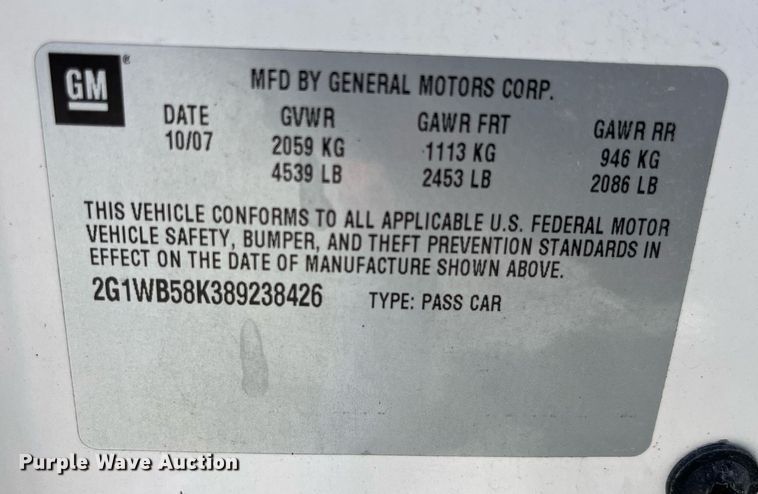 GM®
MFD BY GENERAL MOTORS CORP.
DATE GVWR GAWR FRT GAWR RR
10/07 2059 KG 1113 KG 946 KG
4539 LB 2453 LB 2086 LB
THIS VEHICLE CONFORMS TO ALL APPLICABLE U.S. FEDERAL MOTOR
VEHICLE SAFETY, BUMPER, AND THEFT PREVENTION STANDARDS IN
EFFECT ON THE DATE OF MANUFACTURE SHOWN ABOVE.
2G1WB58K389238426 TYPE: PASS CAR
Purple Wave Auction